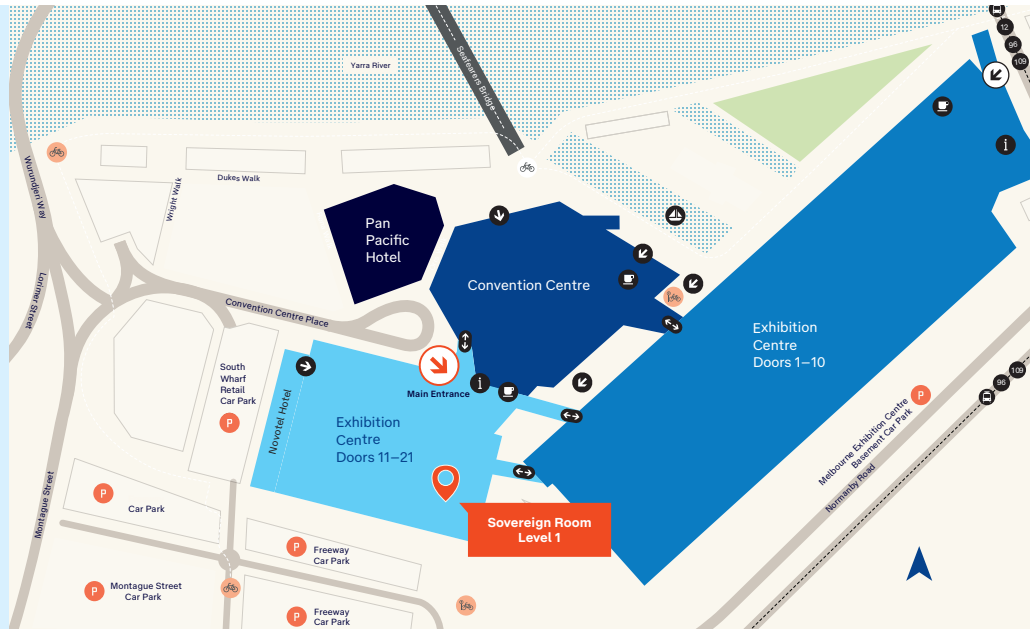 Yarra River
Seafarers Bridge
12
96
109
Wurundjeri Way
Dukes Walk
Wright Walk
Pan
Pacific
Hotel
Convention Centre
Lorimer Street
Convention Centre Place
Exhibition
Centre
Doors 1–10
South
Wharf
Retail
Car Park
P
Novotel Hotel
Main Entrance
i
i
Exhibition
Centre
Doors 11–21
109
96
P
Melbourne Exhibition Centre
Basement Car Park
Normanby Road
Montague Street
P
Car Park
Sovereign Room
Level 1
P
Freeway
Car Park
P
Montague Street
Car Park
P
Freeway
Car Park